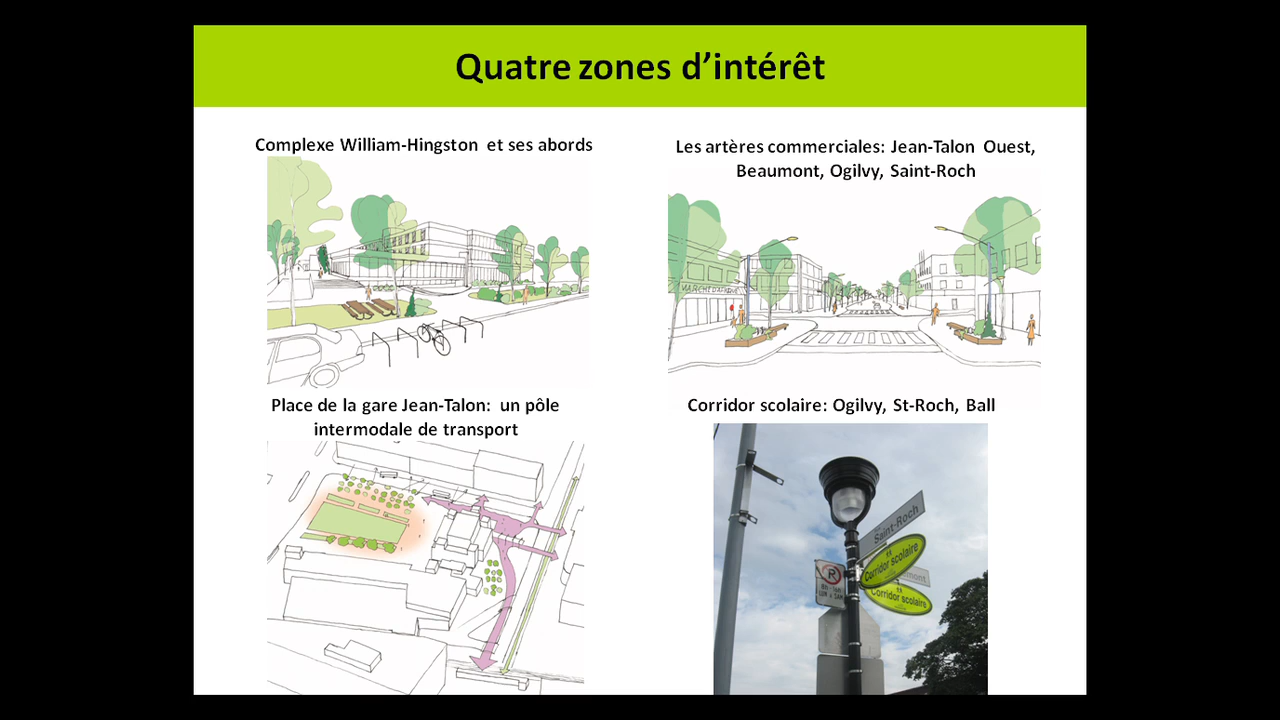 Quatre zones d’intérêt
Complexe William-Hingston et ses abords
Les artères commerciales: Jean-Talon Ouest,
Beaumont, Ogilvy, Saint-Roch
Place de la gare Jean-Talon: un pôle
intermodale de transport
Corridor scolaire: Ogilvy, St-Roch, Ball
Saint-Roch
Corridor scolaire
Corridor scolaire